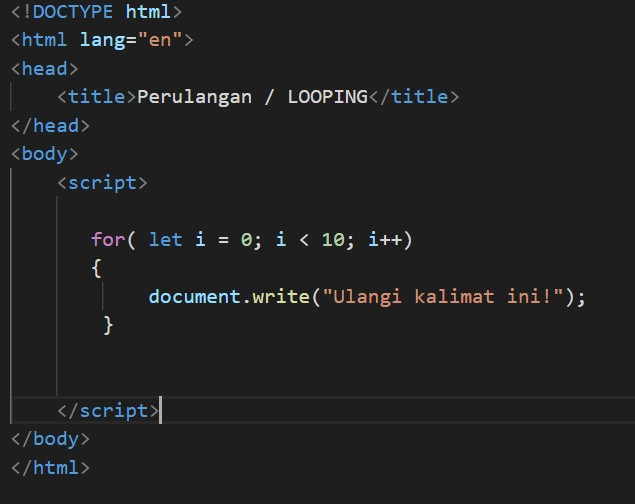 <!DOCTYPE html>
<html lang="en">
<head>
<title>Perulangan / LOOPING</title>
</head>
<body>
<script>
for( let i = 0; i < 10; i++)
{
document.write("Ulangi kalimat ini!");
}
</script>
</body>
</html>